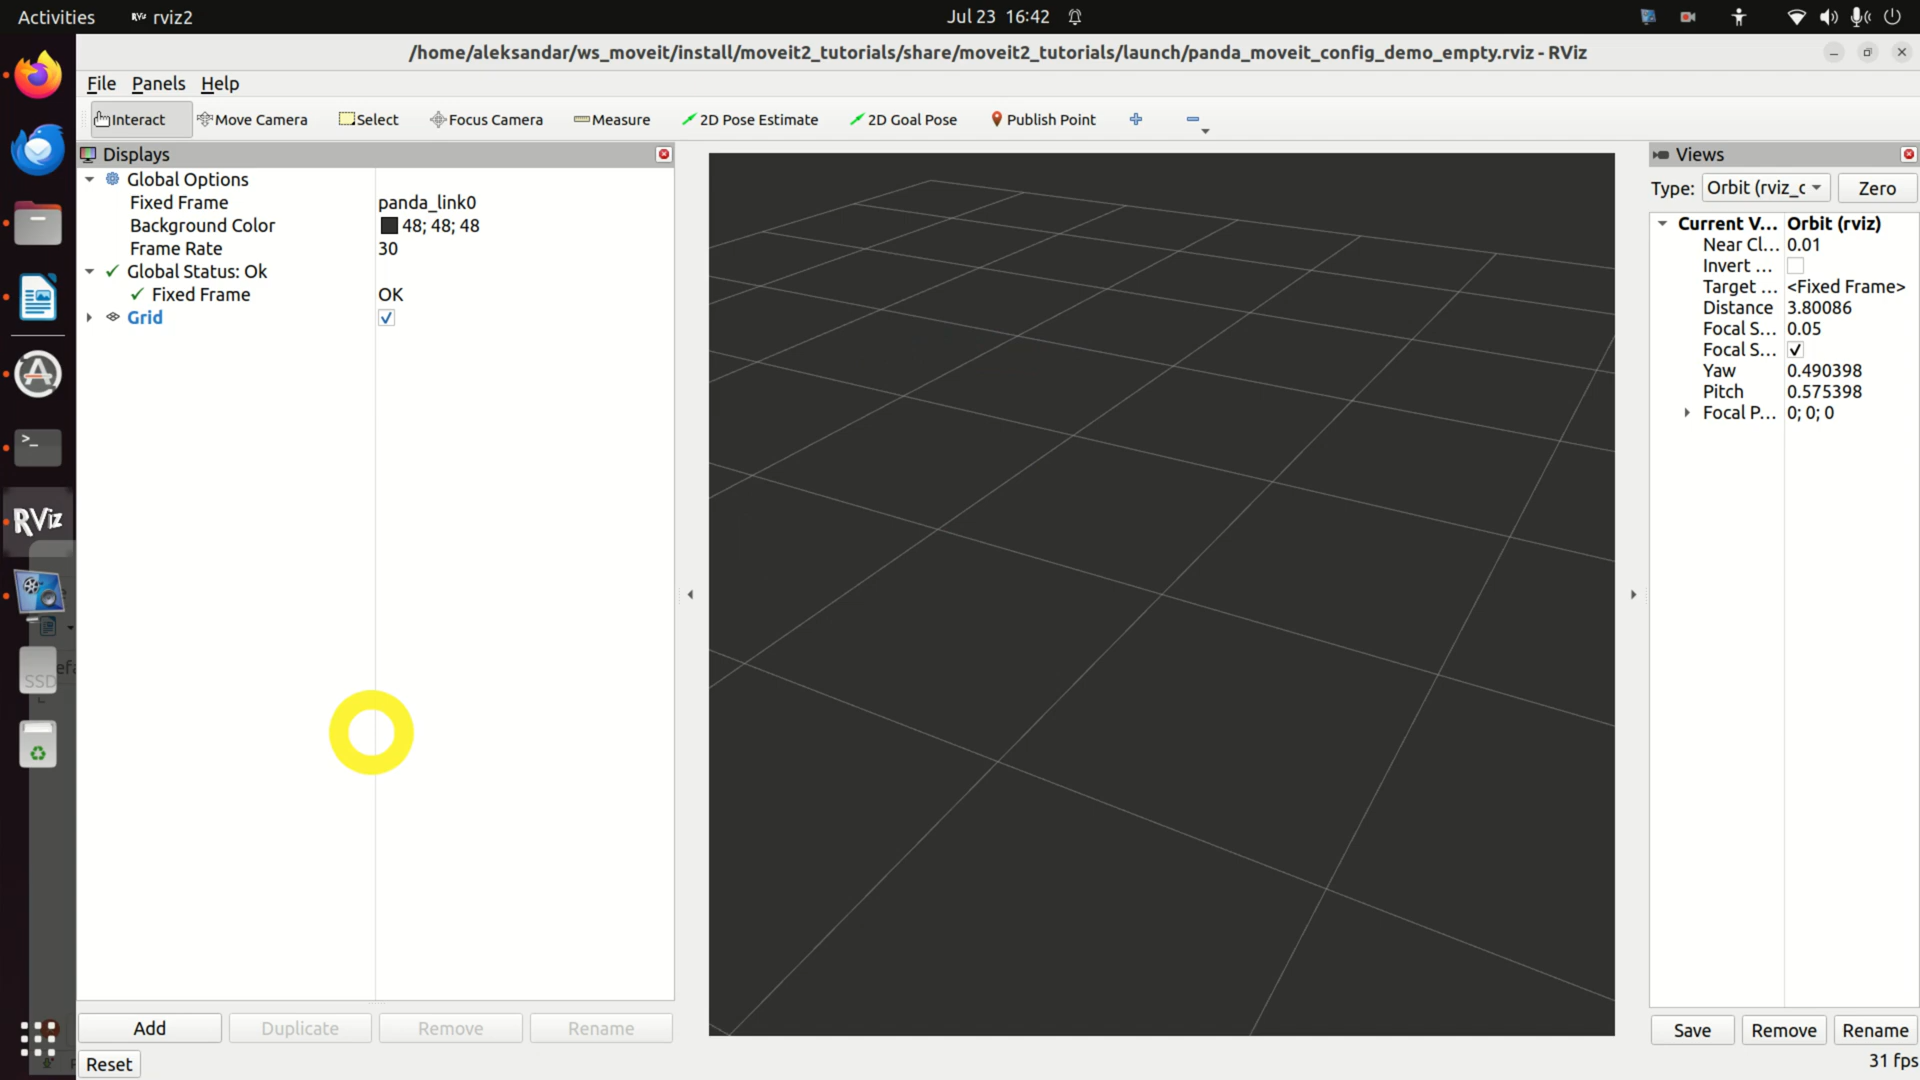 Activities
RViz rviz2
Jul 23 16:42
/home/aleksandar/ws_moveit/install/moveit2_tutorials/share/moveit2_tutorials/launch/panda_moveit_config_demo_empty.rviz - RViz
File Panels Help
Interact Move Camera Select Focus Camera Measure 2D Pose Estimate 2D Goal Pose Publish Point
Displays
Global Options
Fixed Frame panda_link0
Background Color 48; 48; 48
Frame Rate 30
Global Status: Ok
Fixed Frame OK
Grid
Add Duplicate Remove Rename
Reset
Views
Type: Orbit (rviz_c Zero
Current V... Orbit (rviz)
Near Cl... 0.01
Invert ...
Target ... <Fixed Frame>
Distance 3.80086
Focal S... 0.05
Focal S...
Yaw 0.490398
Pitch 0.575398
Focal P... 0; 0; 0
Save Remove Rename
31 fps
RViz
SSD